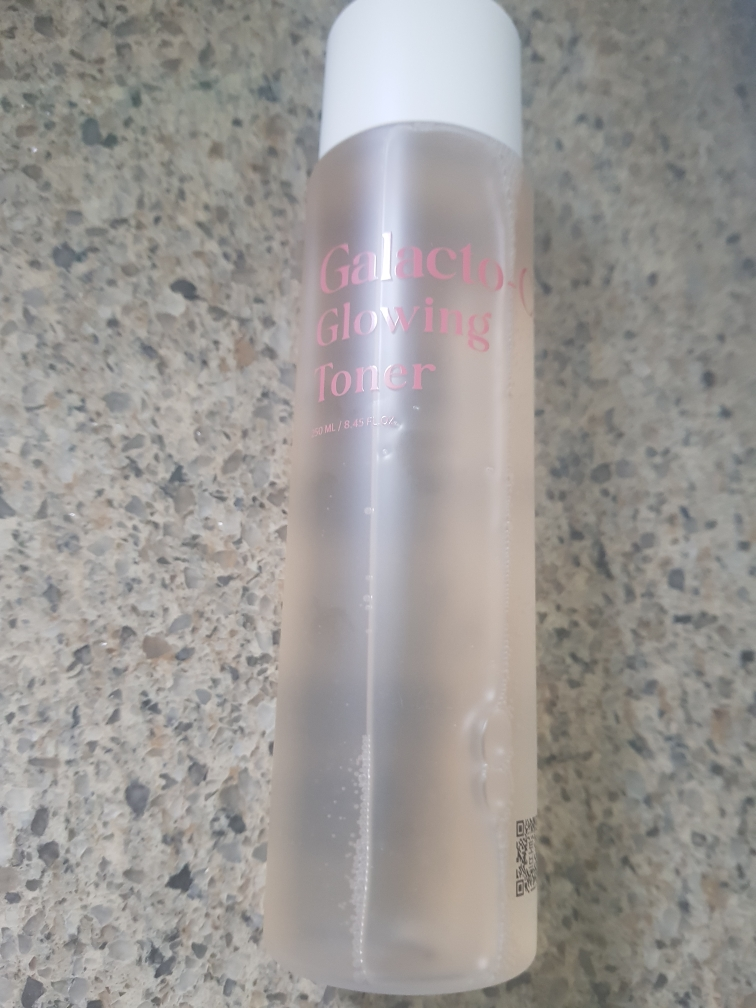 Galacto-
Glowing
Toner
250 ML / 8.45 FL.OZ.